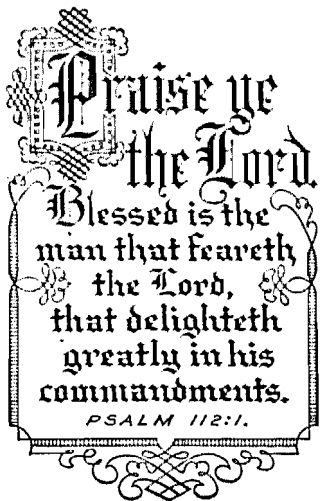 Praise ye
the Lord.
Blessed is the
man that feareth
the Lord,
that delighteth
greatly in his
commandments.
PSALM 112:1.